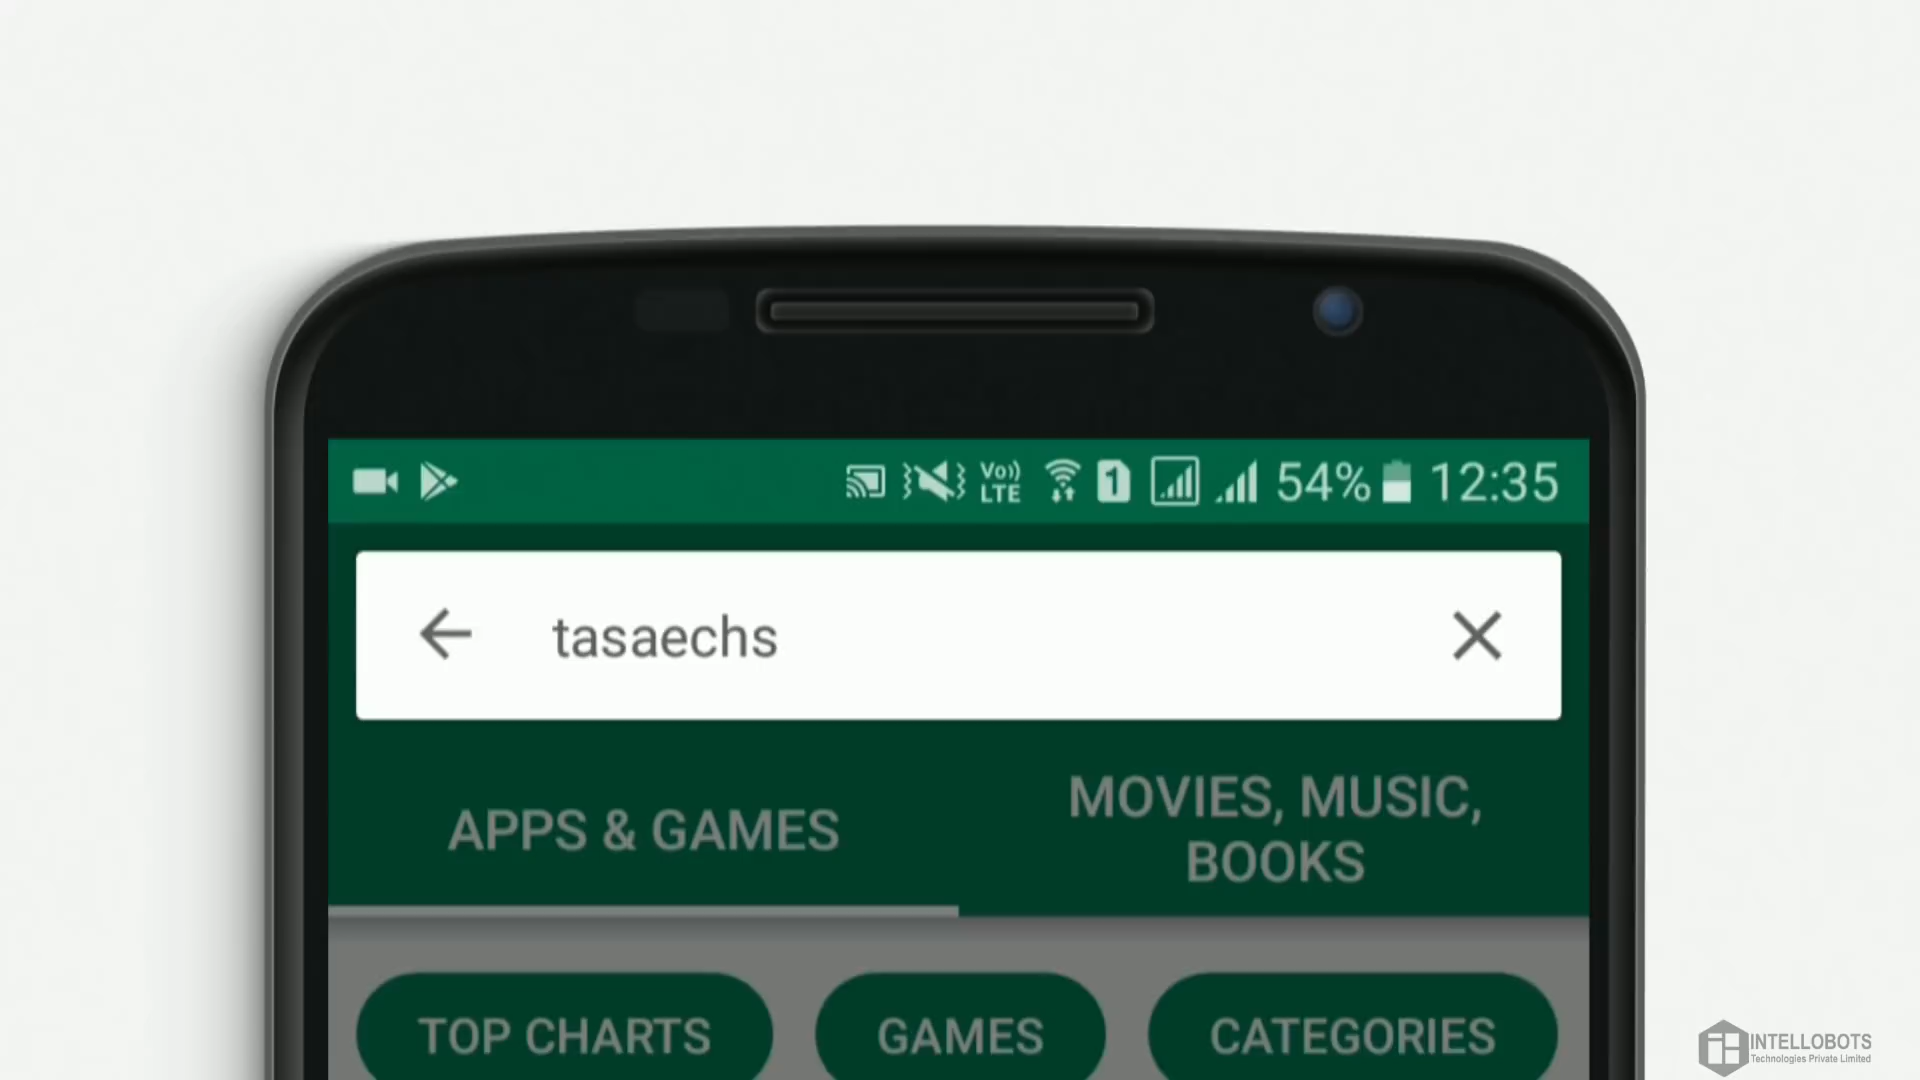 Vo)) LTE 1 54% 12:35
tasaechs
APPS & GAMES
MOVIES, MUSIC,
BOOKS
TOP CHARTS GAMES CATEGORIES
INTELLOBOTS
Technologies Private Limited